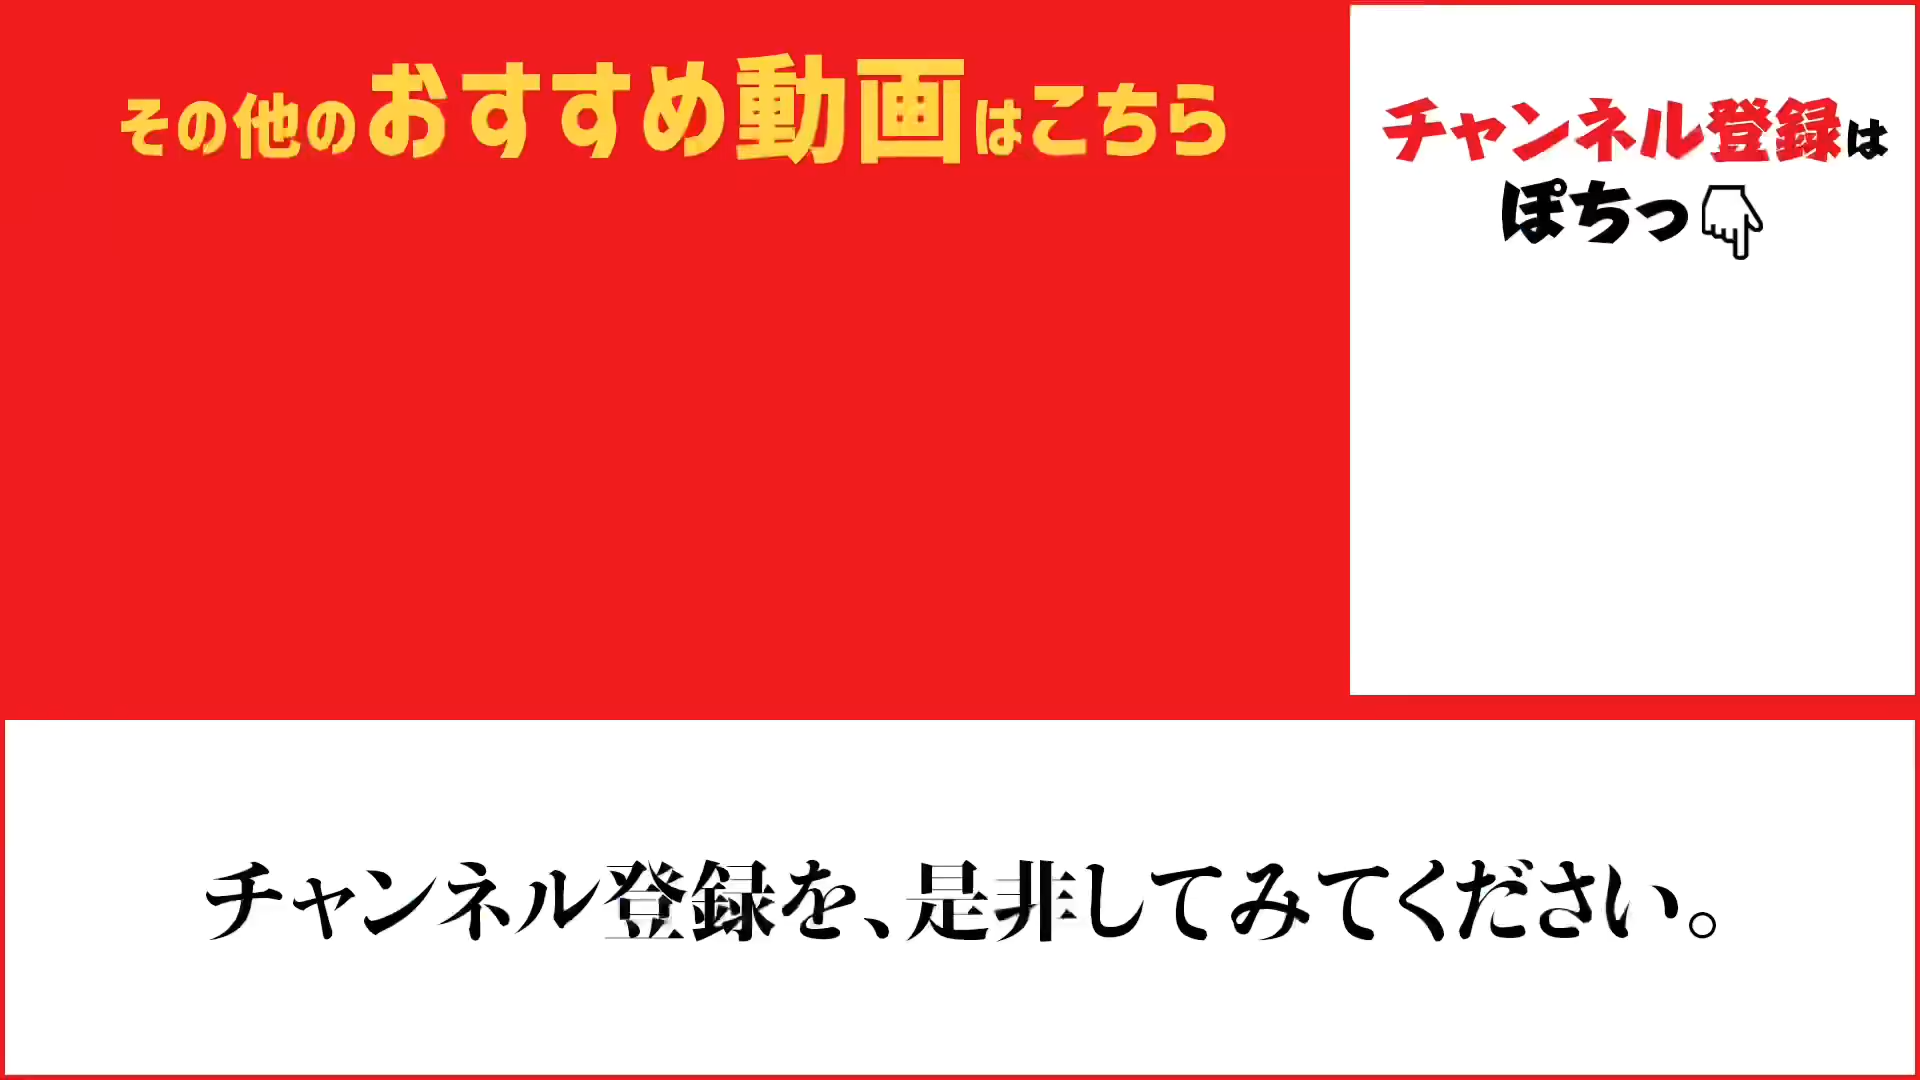 その他のおすすめ動画はこちら
チャンネル登録は
ぽちっ
チャンネル登録を、是非してみてください。